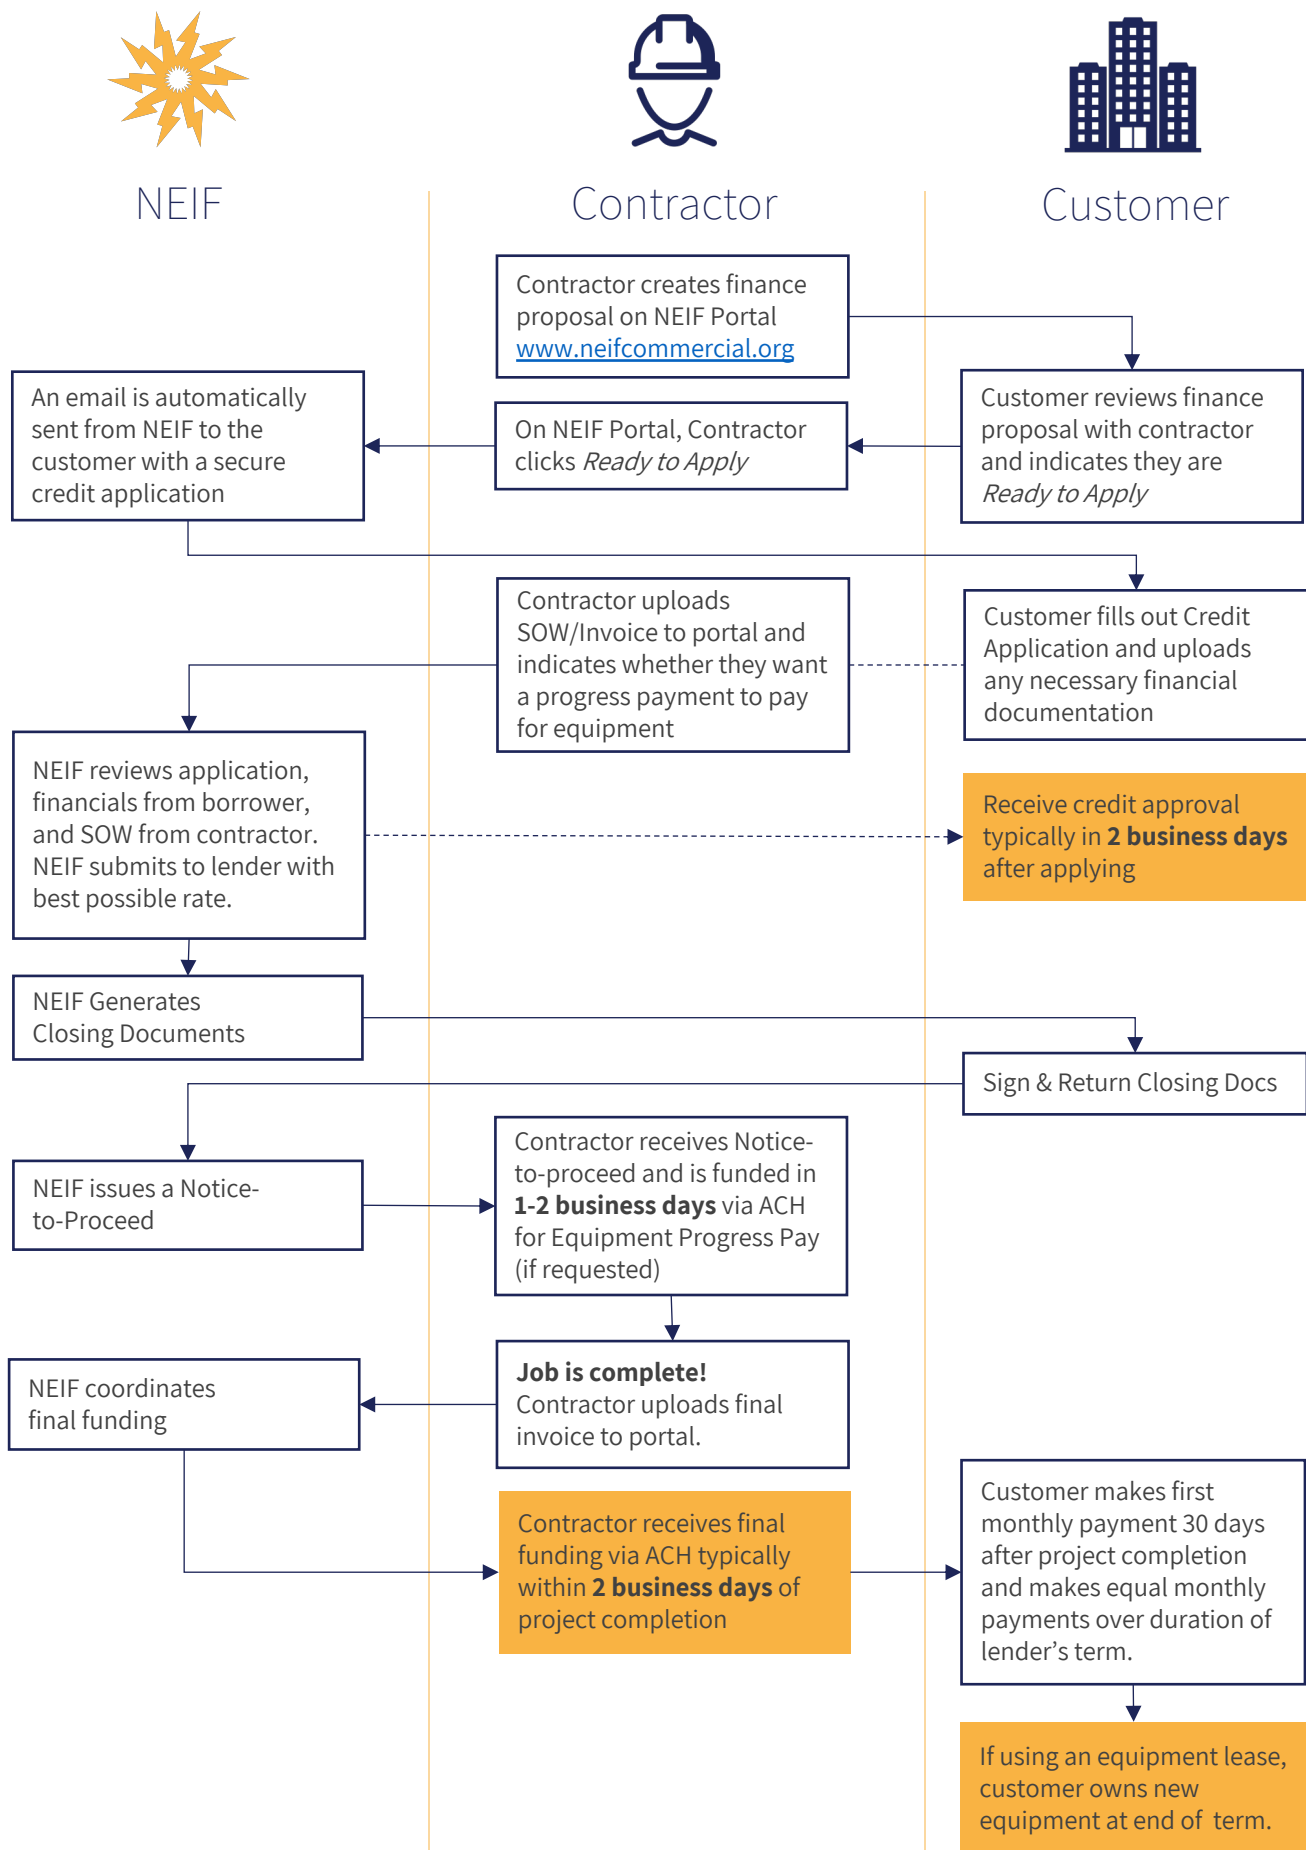 NEIF
Contractor
Customer
Contractor creates finance
proposal on NEIF Portal
www.neifcommercial.org
Customer reviews finance
proposal with contractor
and indicates they are
Ready to Apply
On NEIF Portal, Contractor
clicks Ready to Apply
An email is automatically
sent from NEIF to the
customer with a secure
credit application
Customer fills out Credit
Application and uploads
any necessary financial
documentation
Contractor uploads
SOW/Invoice to portal and
indicates whether they want
a progress payment to pay
for equipment
NEIF reviews application,
financials from borrower,
and SOW from contractor.
NEIF submits to lender with
best possible rate.
Receive credit approval
typically in 2 business days
after applying
NEIF Generates
Closing Documents
Sign & Return Closing Docs
NEIF issues a Notice-
to-Proceed
Contractor receives Notice-
to-proceed and is funded in
1-2 business days via ACH
for Equipment Progress Pay
(if requested)
Job is complete!
Contractor uploads final
invoice to portal.
NEIF coordinates
final funding
Contractor receives final
funding via ACH typically
within 2 business days of
project completion
Customer makes first
monthly payment 30 days
after project completion
and makes equal monthly
payments over duration of
lender’s term.
If using an equipment lease,
customer owns new
equipment at end of  term.